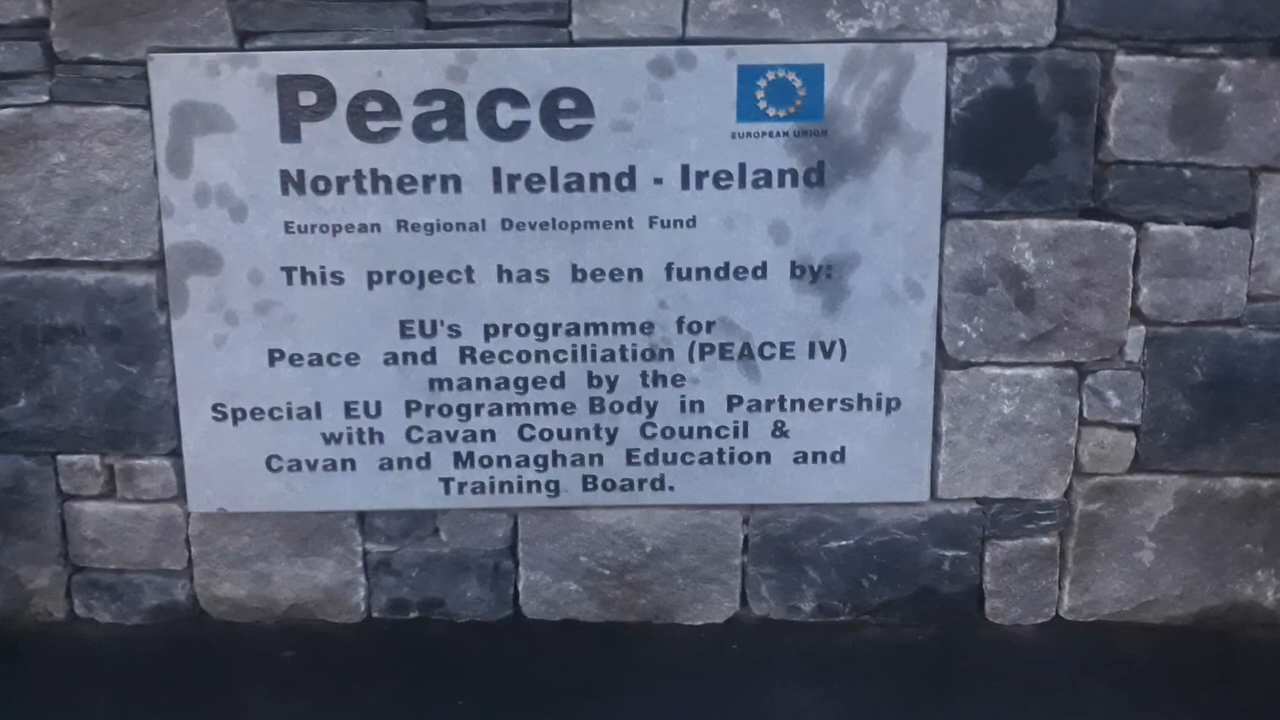 Peace
EUROPEAN UNION
Northern Ireland - Ireland
European Regional Development Fund
This project has been funded by:
EU's programme for
Peace and Reconciliation (PEACE IV)
managed by the
Special EU Programme Body in Partnership
with Cavan County Council &
Cavan and Monaghan Education and
Training Board.